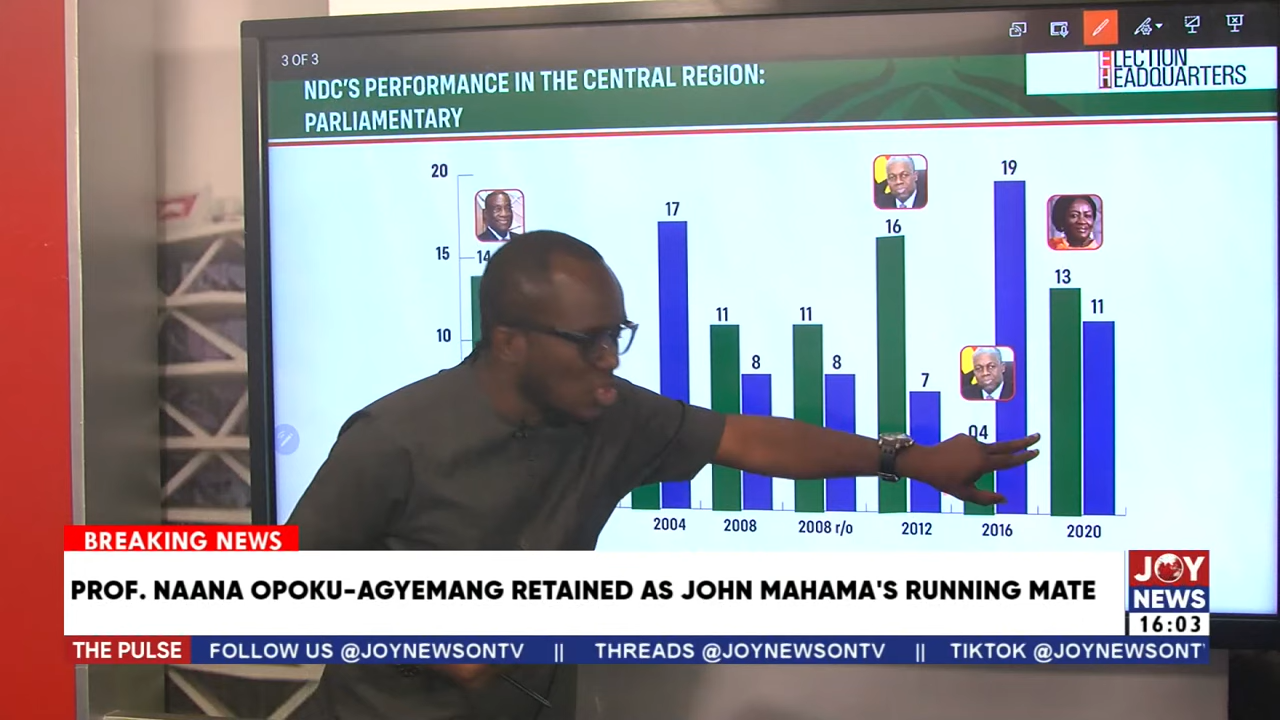 3 OF 3
ELECTION
HEADQUARTERS
NDC'S PERFORMANCE IN THE CENTRAL REGION:
PARLIAMENTARY
20
15
10
14
17
11
8
11
8
16
7
04
19
13
11
2004
2008
2008 r/o
2012
2016
2020
BREAKING NEWS
PROF. NAANA OPOKU-AGYEMANG RETAINED AS JOHN MAHAMA'S RUNNING MATE
JOY
NEWS
16:03
THE PULSE FOLLOW US @JOYNEWSONTV || THREADS @JOYNEWSONTV || TIKTOK @JOYNEWSONT